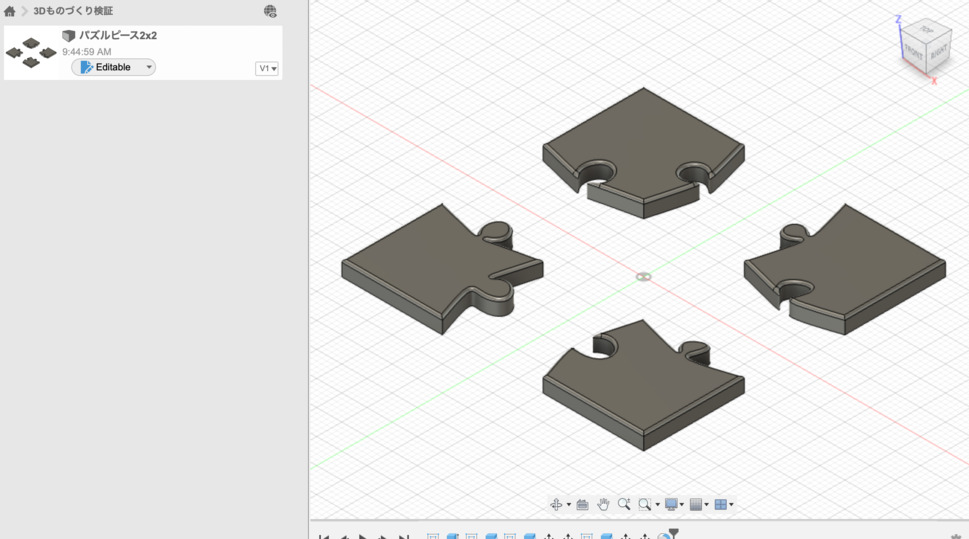 3Dものづくり検証
パズルピース2x2
9:44:59 AM
Editable
V1
Z
TOP
FRONT
RIGHT
X